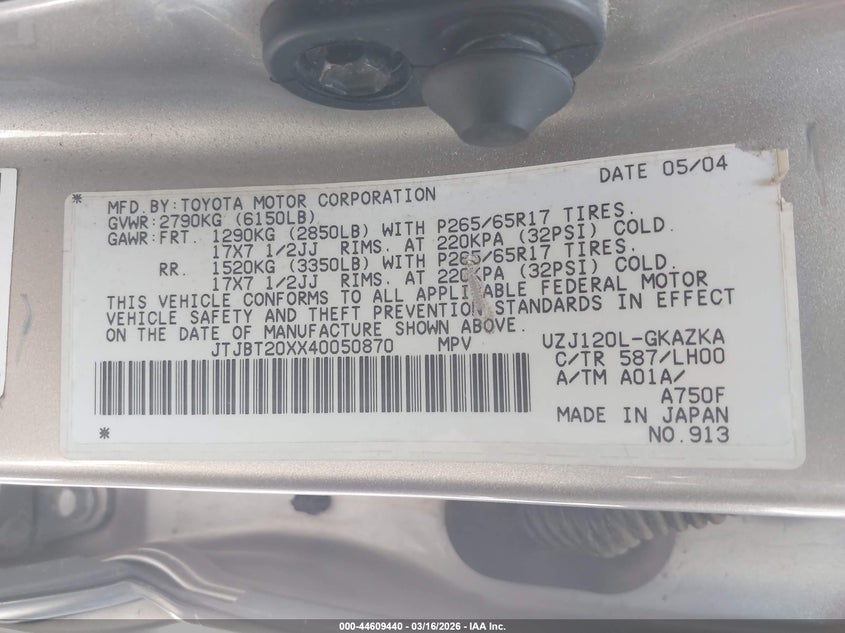 DATE 05/04
* MFD.BY:TOYOTA MOTOR CORPORATION
GVWR:2790KG (6150LB)
GAWR:FRT. 1290KG (2850LB) WITH P265/65R17 TIRES.
17X7 1/2JJ RIMS. AT 220KPA (32PSI) COLD.
RR. 1520KG (3350LB) WITH P265/65R17 TIRES.
17X7 1/2JJ RIMS. AT 220KPA (32PSI) COLD.
THIS VEHICLE CONFORMS TO ALL APPLICABLE FEDERAL MOTOR
VEHICLE SAFETY AND THEFT PREVENTION STANDARDS IN EFFECT
ON THE DATE OF MANUFACTURE SHOWN ABOVE.
JTJBT20XX40050870 MPV UZJ120L-GKAZKA
C/TR 587/LH00
A/TM A01A/
A750F
MADE IN JAPAN
* NO.913
000-44609440 - 03/16/2026 - IAA Inc.